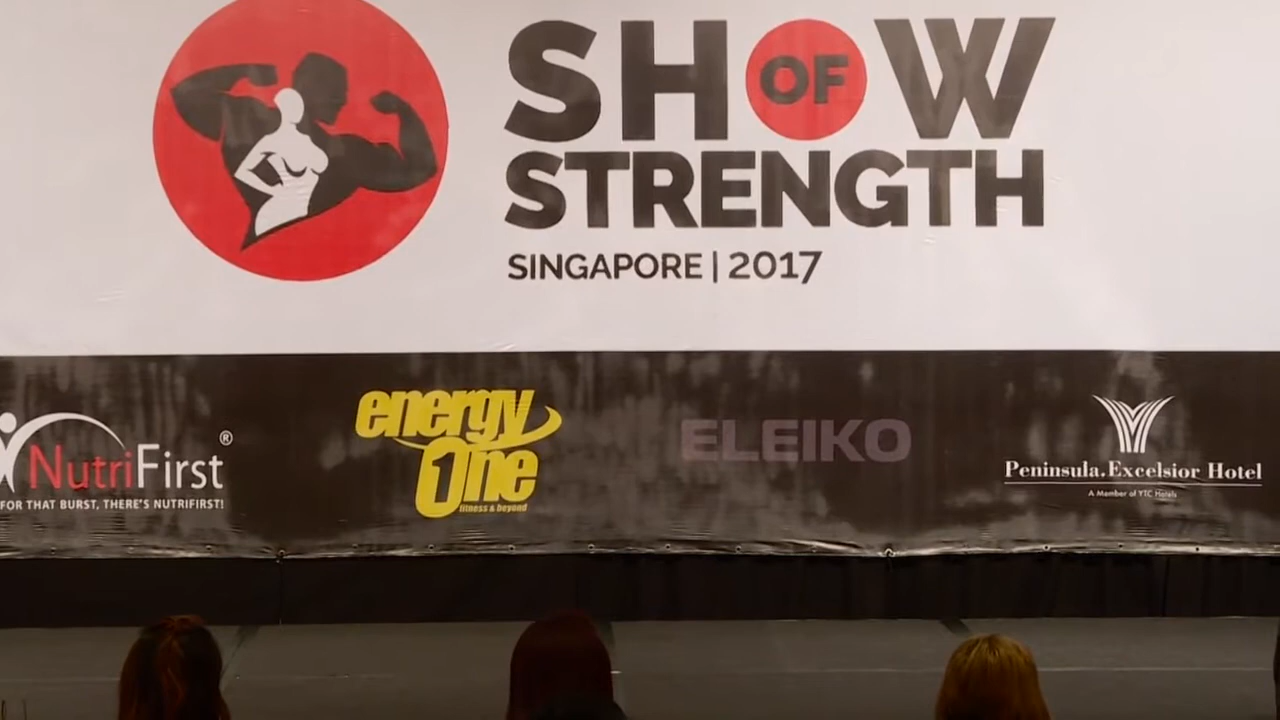 SHOW
OF
STRENGTH
SINGAPORE | 2017
NutriFirst®
FOR THAT BURST, THERE'S NUTRIFIRST!
energy
One
fitness & beyond
ELEIKO
Peninsula.Excelsior Hotel
A Member of YTC Hotels